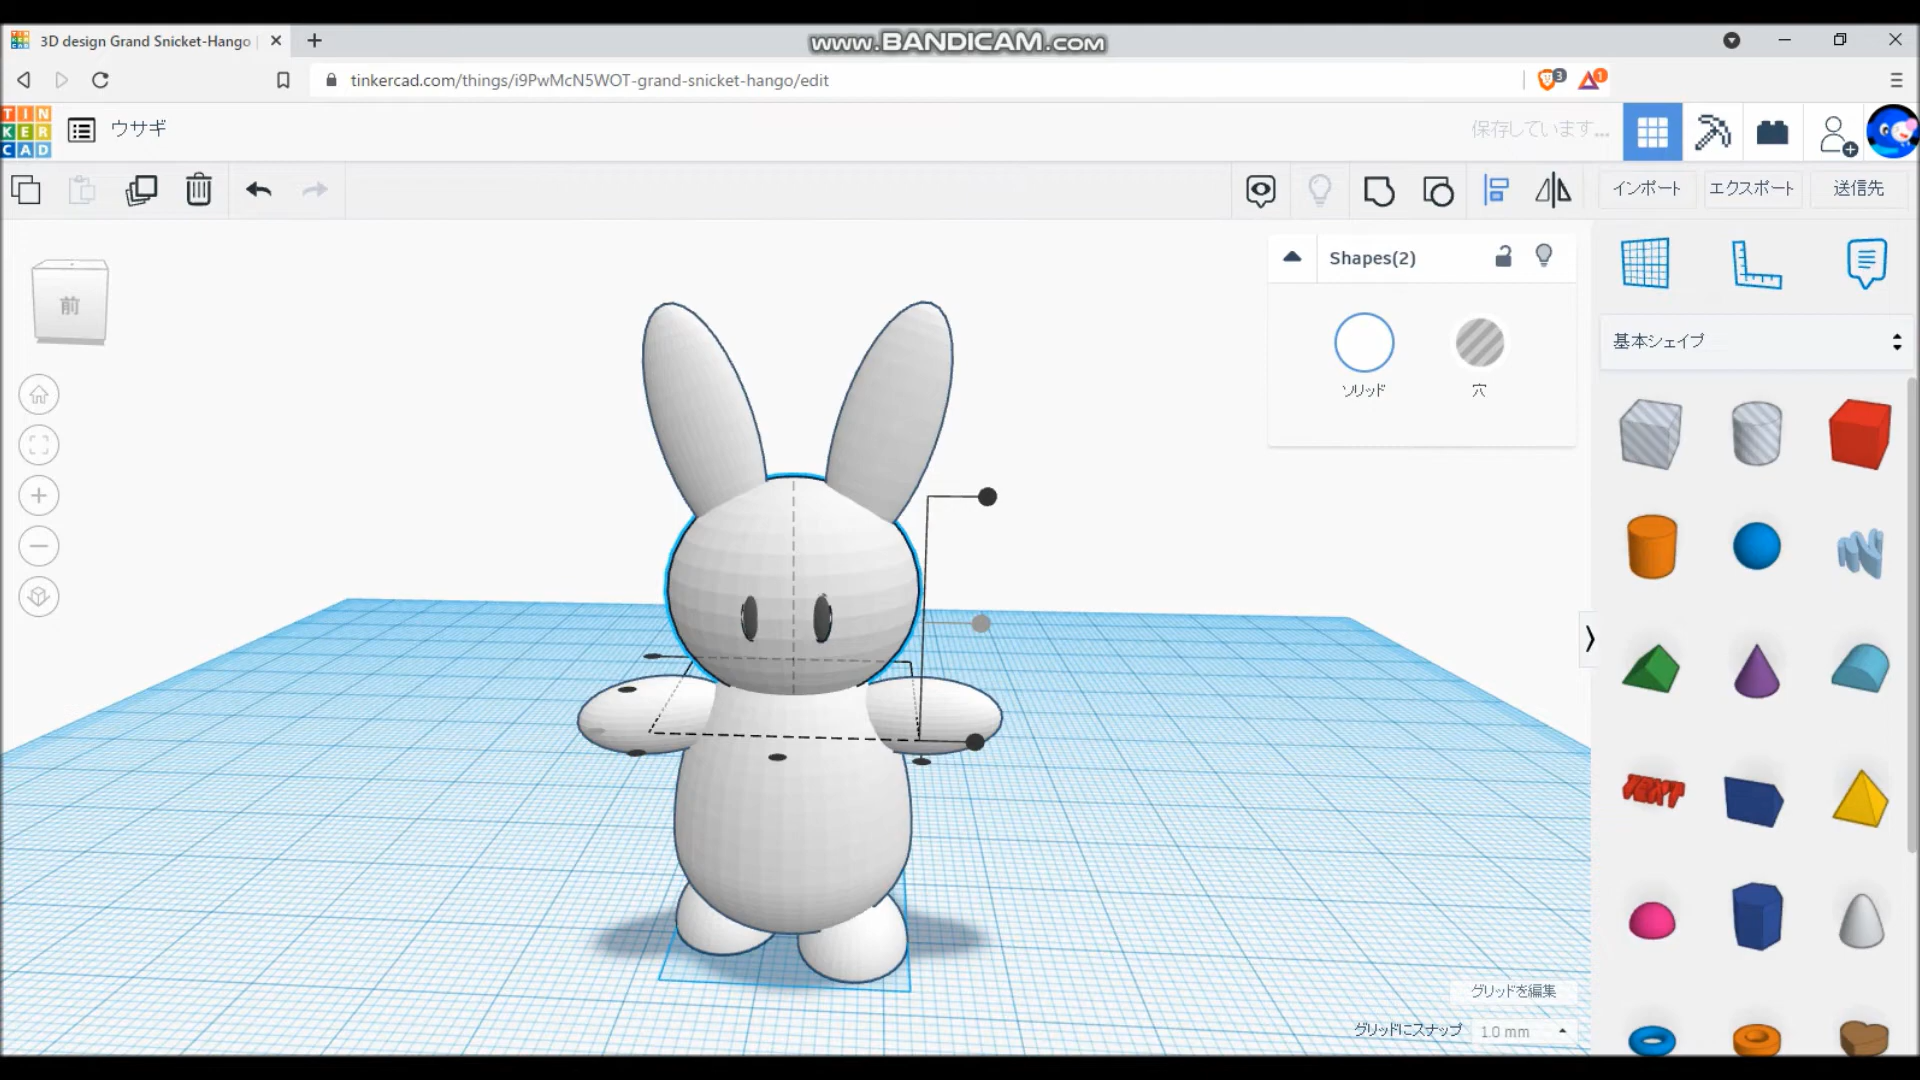 www.BANDICAM.com
3D design Grand Snicket-Hango
tinkercad.com/things/i9PwMcN5WOT-grand-snicket-hango/edit
3
1
TIN
KER
CAD
ウサギ
保存しています...
インポート
エクスポート
送信先
前
Shapes(2)
ソリッド
穴
基本シェイプ
TEXT
グリッドを編集
グリッドにスナップ
1.0 mm